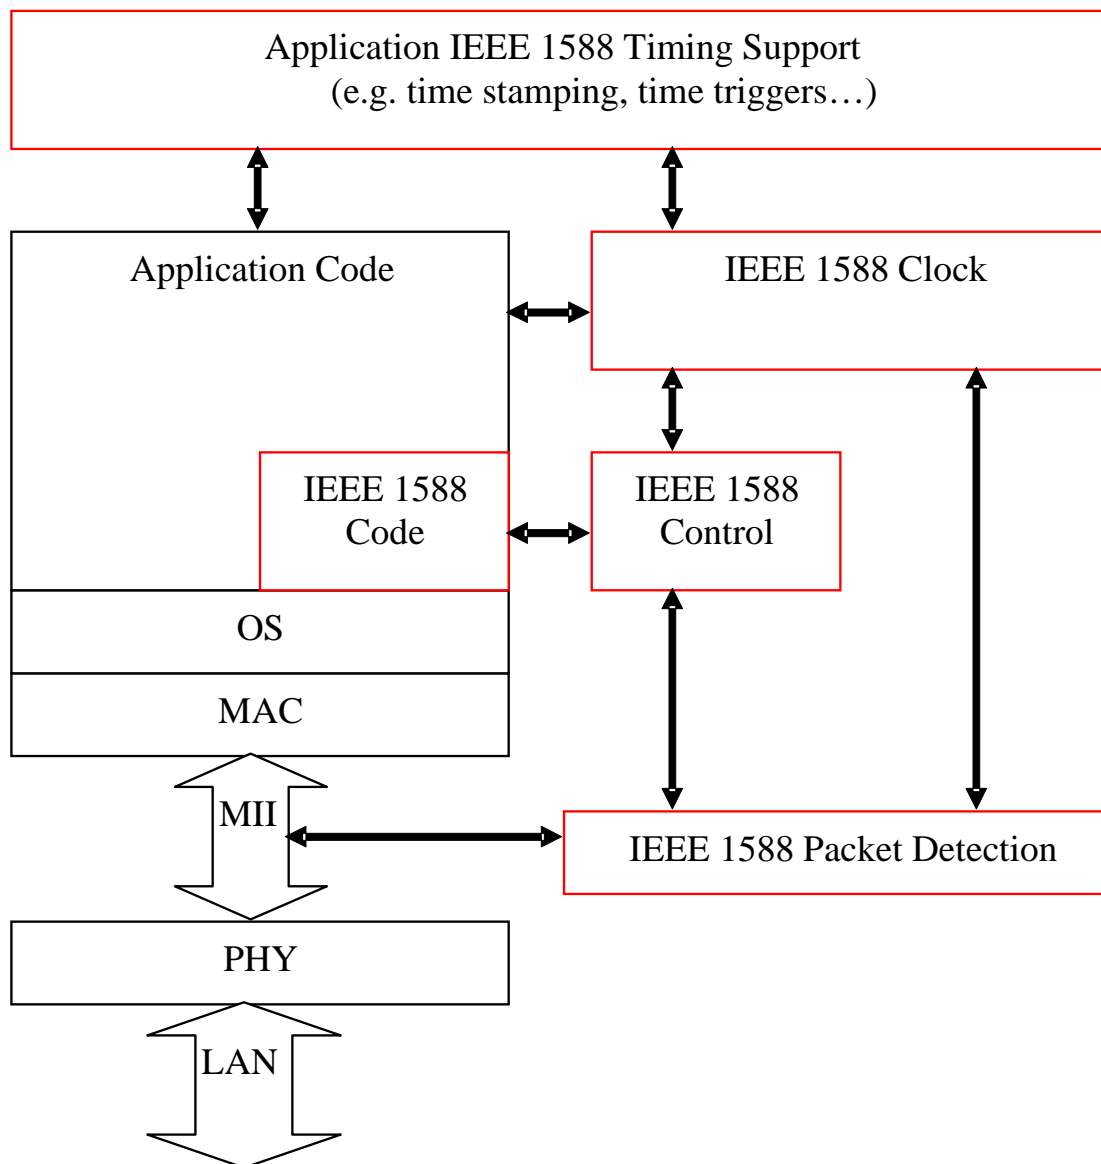 Application IEEE 1588 Timing Support
(e.g. time stamping, time triggers…)
Application Code
IEEE 1588 Clock
IEEE 1588
Code
IEEE 1588
Control
OS
MAC
MII
IEEE 1588 Packet Detection
PHY
LAN